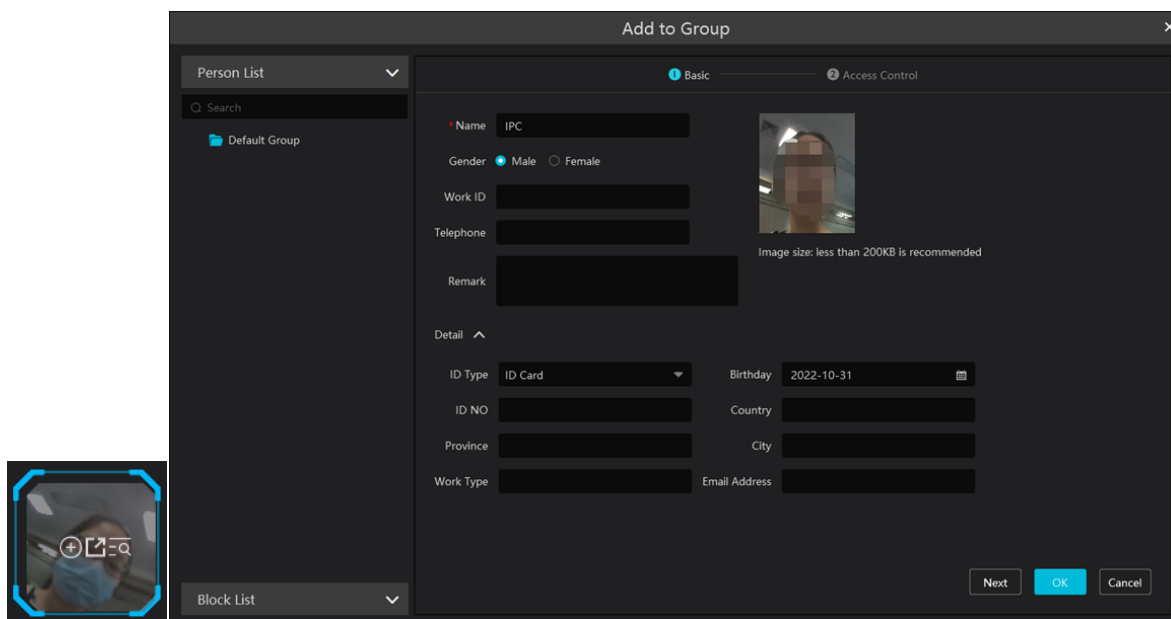 Add to Group
Person List
Search
Default Group
Block List
1 Basic
2 Access Control
* Name IPC
Gender Male Female
Work ID
Telephone
Image size: less than 200KB is recommended
Remark
Detail
ID Type ID Card Birthday 2022-10-31
ID NO Country
Province City
Work Type Email Address
Next OK Cancel